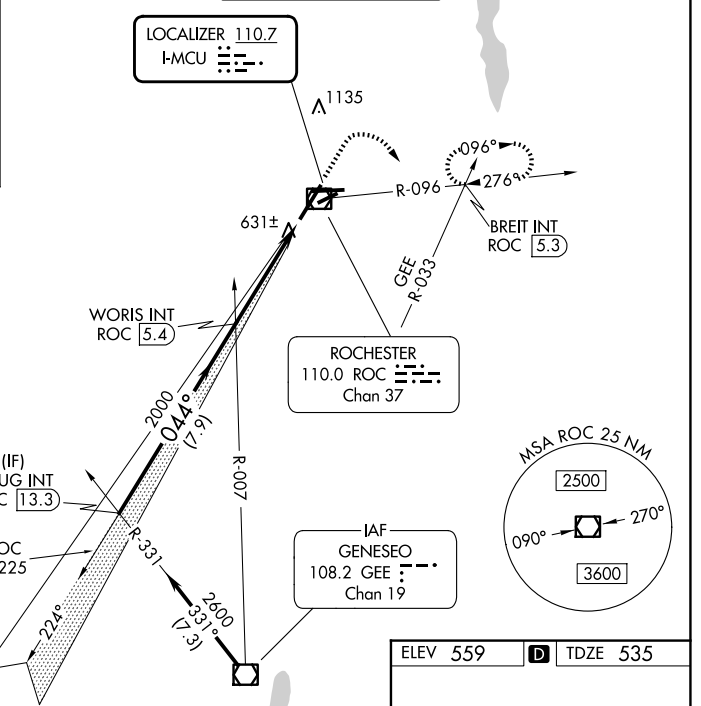 LOCALIZER 110.7
I-MCU
1135
096°
R-096
276°
631±
BREIT INT
ROC 5.3
GEE
R-033
WORIS INT
ROC 5.4
ROCHESTER
110.0 ROC
Chan 37
2000
044°
(7.9)
R-007
MSA ROC 25 NM
2500
090°
270°
3600
(IF)
UG INT
C 13.3
R-331
IAF
GENESEO
108.2 GEE
Chan 19
OC
225
224°
2600
331°
(7.3)
ELEV 559 D TDZE 535